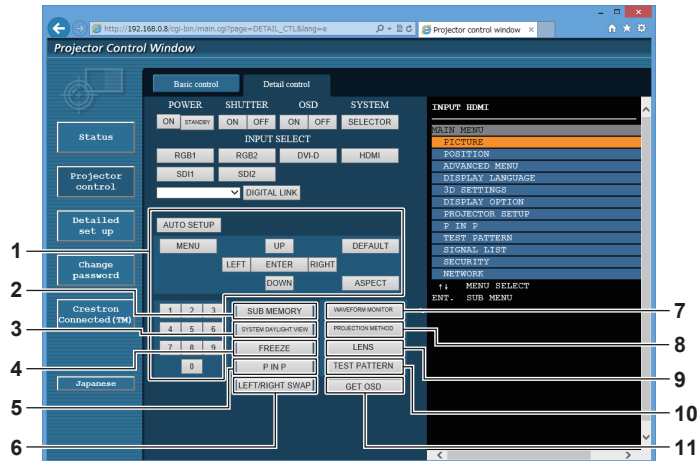 http://192.168.0.8/cgi-bin/main.cgi?page=DETAIL_CTL&lang=e
Projector control window
Projector Control Window
Basic control
Detail control
POWER SHUTTER OSD SYSTEM
ON STANDBY ON OFF ON OFF SELECTOR
INPUT SELECT
RGB1 RGB2 DVI-D HDMI
SDI1 SDI2
DIGITAL LINK
AUTO SETUP
MENU UP DEFAULT
LEFT ENTER RIGHT
DOWN ASPECT
1 2 3 SUB MEMORY WAVEFORM MONITOR
4 5 6 SYSTEM DAYLIGHT VIEW PROJECTION METHOD
7 8 9 FREEZE LENS
0 P IN P TEST PATTERN
LEFT/RIGHT SWAP GET OSD
Status
Projector
control
Detailed
set up
Change
password
Crestron
Connected(TM)
Japanese
INPUT HDMI
MAIN MENU
PICTURE
POSITION
ADVANCED MENU
DISPLAY LANGUAGE
3D SETTINGS
DISPLAY OPTION
PROJECTOR SETUP
P IN P
TEST PATTERN
SIGNAL LIST
SECURITY
NETWORK
↑↓ MENU SELECT
ENT. SUB MENU
1
2
3
4
5
6
7
8
9
10
11